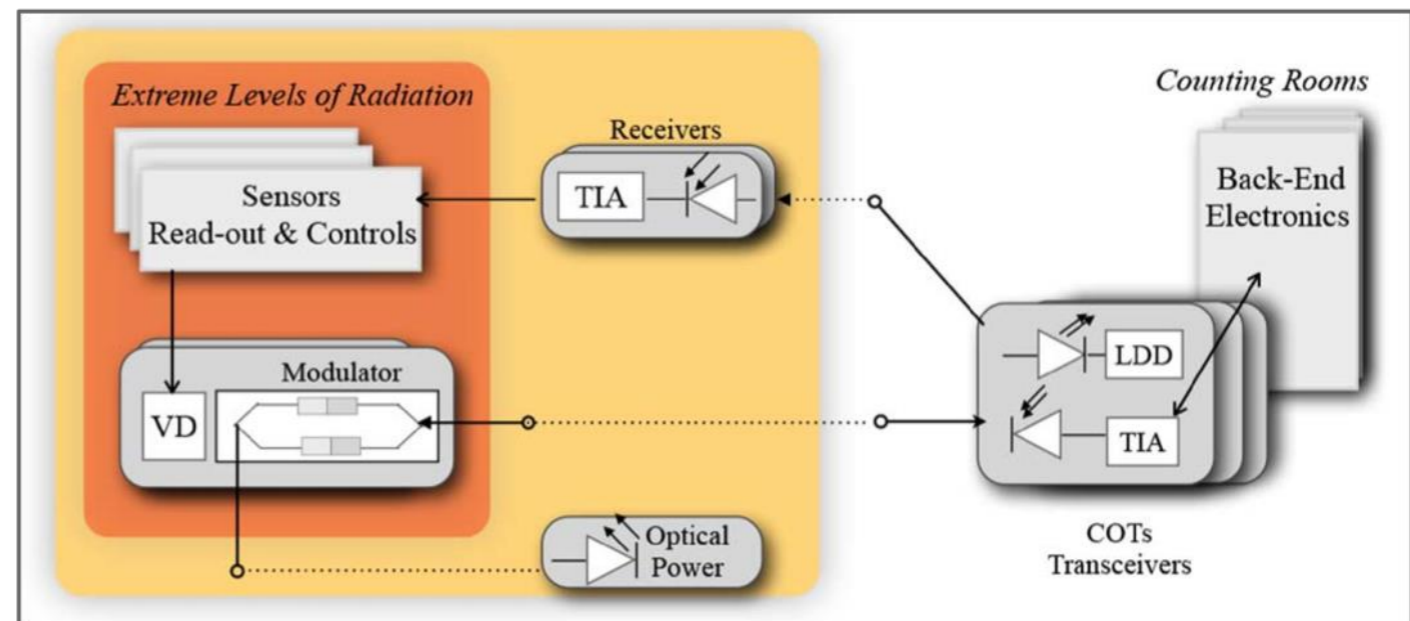 Extreme Levels of Radiation
Counting Rooms
Receivers
TIA
Sensors
Read-out & Controls
Back-End
Electronics
Modulator
VD
LDD
TIA
Optical
Power
COTs
Transceivers